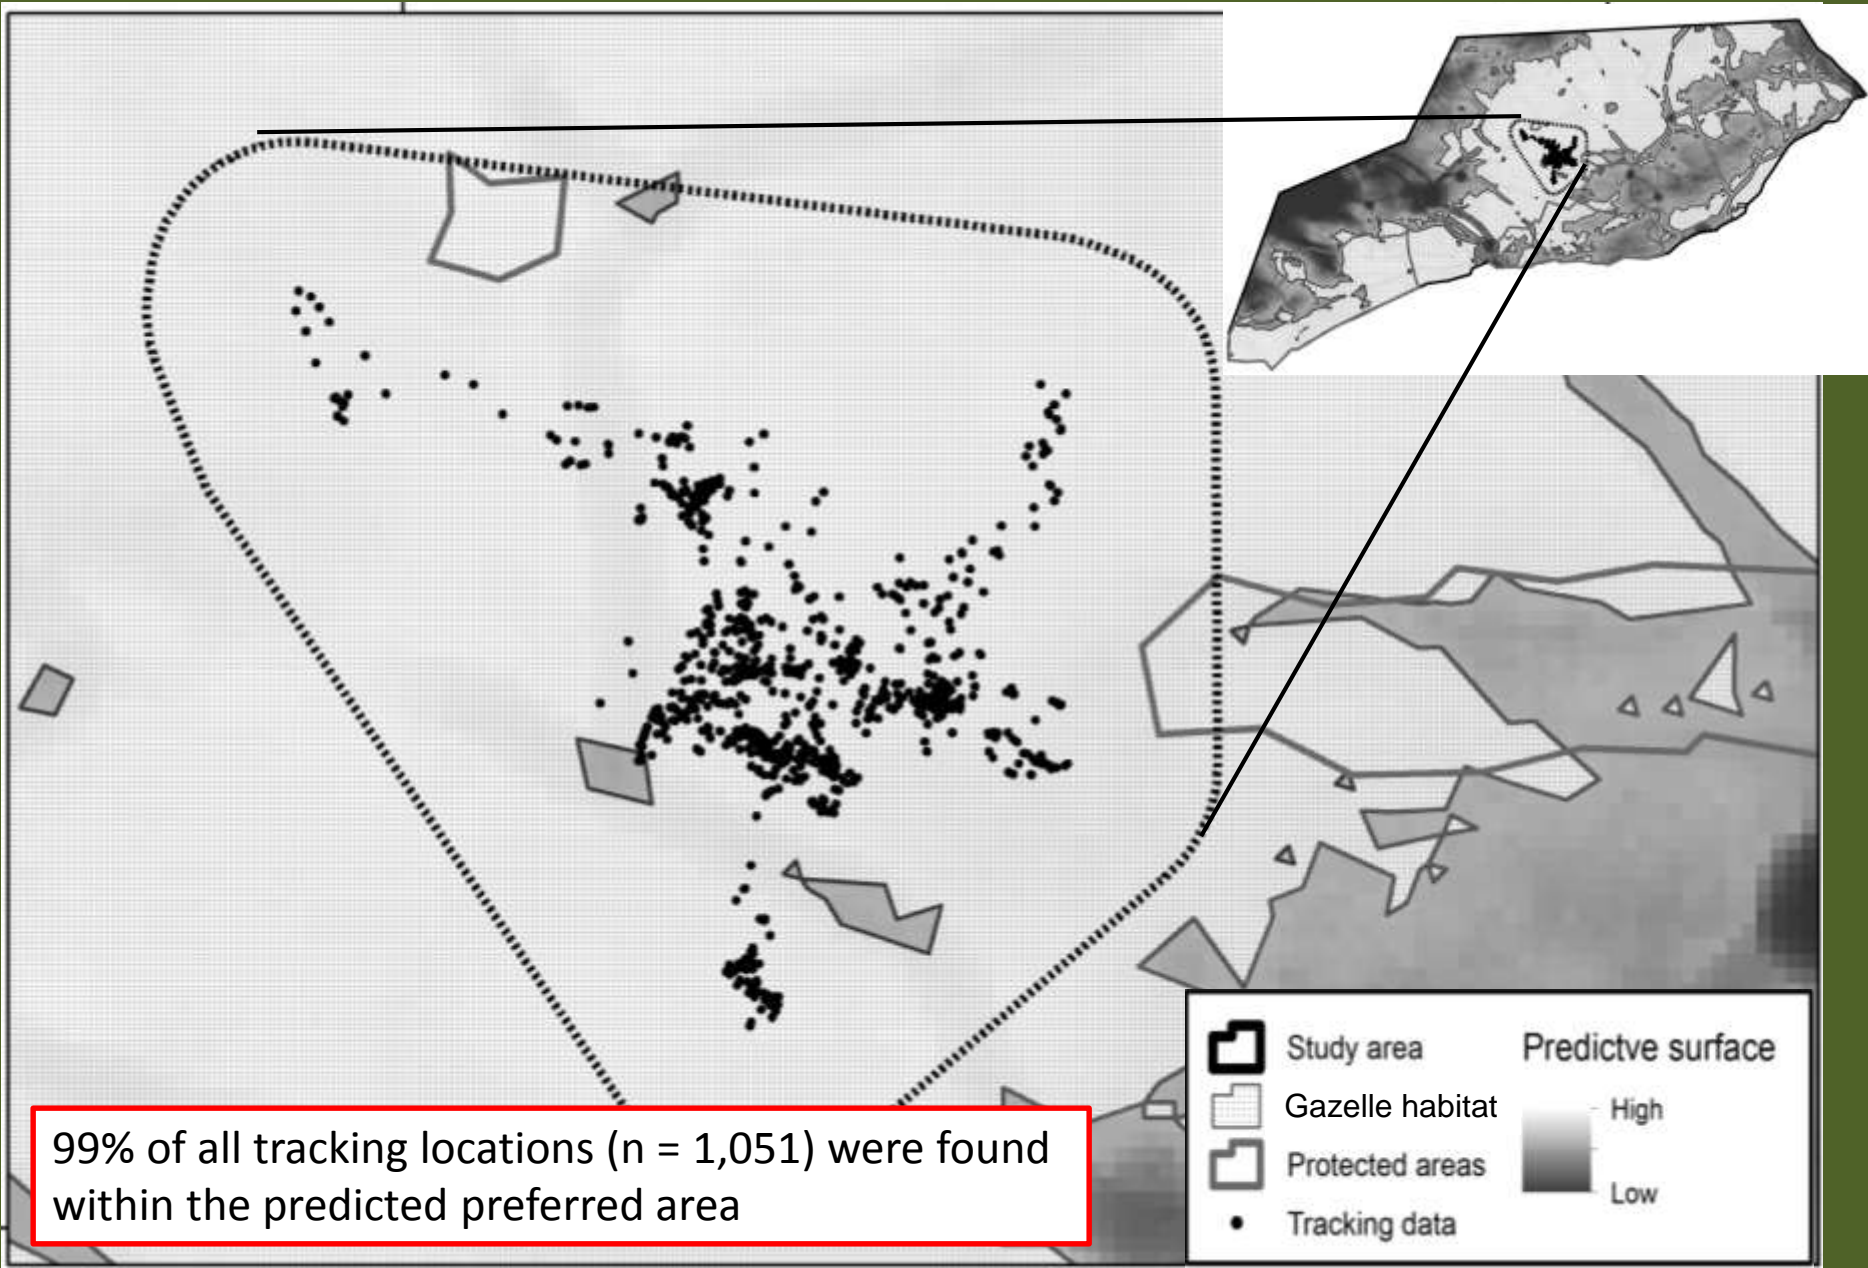 Study area
Gazelle habitat
Protected areas
Tracking data
Predictve surface
High
Low
99% of all tracking locations (n = 1,051) were found
within the predicted preferred area